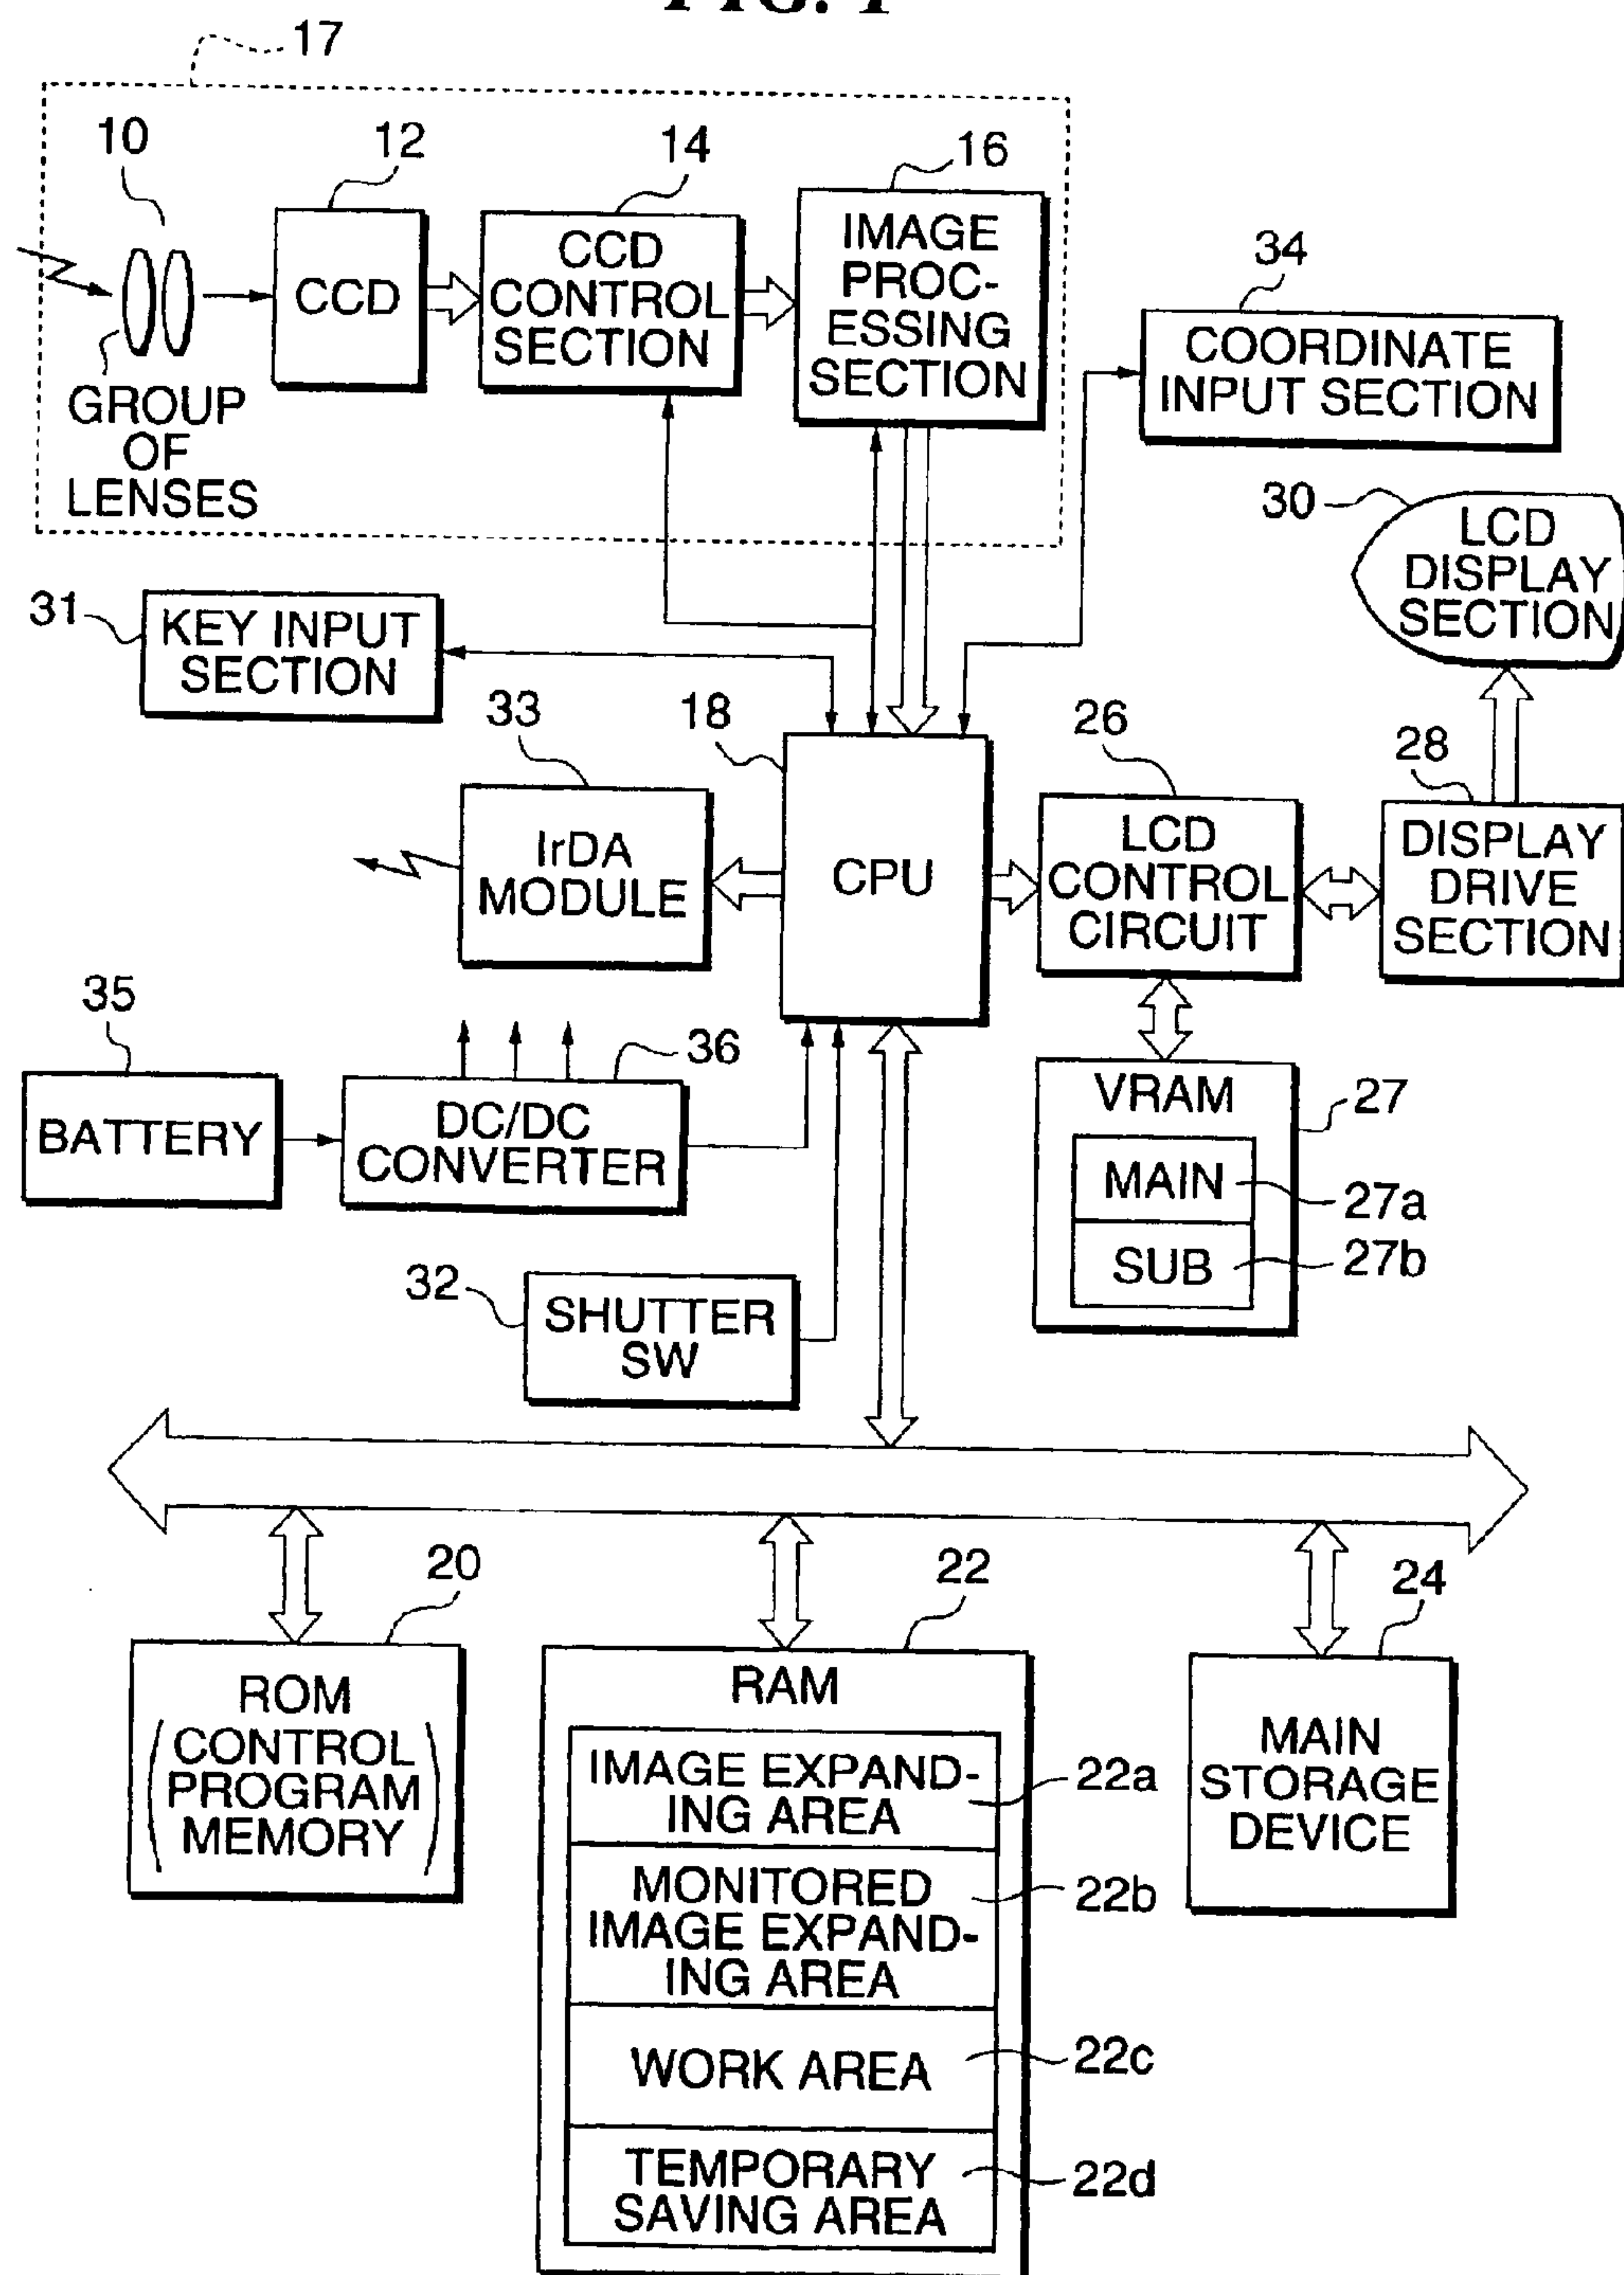 FIG. 1
17
10
12
14
16
CCD
CCD
CONTROL
SECTION
IMAGE
PROC-
ESSING
SECTION
GROUP
OF
LENSES
34
COORDINATE
INPUT SECTION
30
LCD
DISPLAY
SECTION
31
KEY INPUT
SECTION
33
IrDA
MODULE
18
CPU
26
LCD
CONTROL
CIRCUIT
28
DISPLAY
DRIVE
SECTION
35
BATTERY
36
DC/DC
CONVERTER
VRAM
27
MAIN
27a
SUB
27b
32
SHUTTER
SW
20
ROM
(CONTROL
PROGRAM
MEMORY)
22
RAM
IMAGE EXPAND-
ING AREA
22a
MONITORED
IMAGE EXPAND-
ING AREA
22b
WORK AREA
22c
TEMPORARY
SAVING AREA
22d
24
MAIN
STORAGE
DEVICE